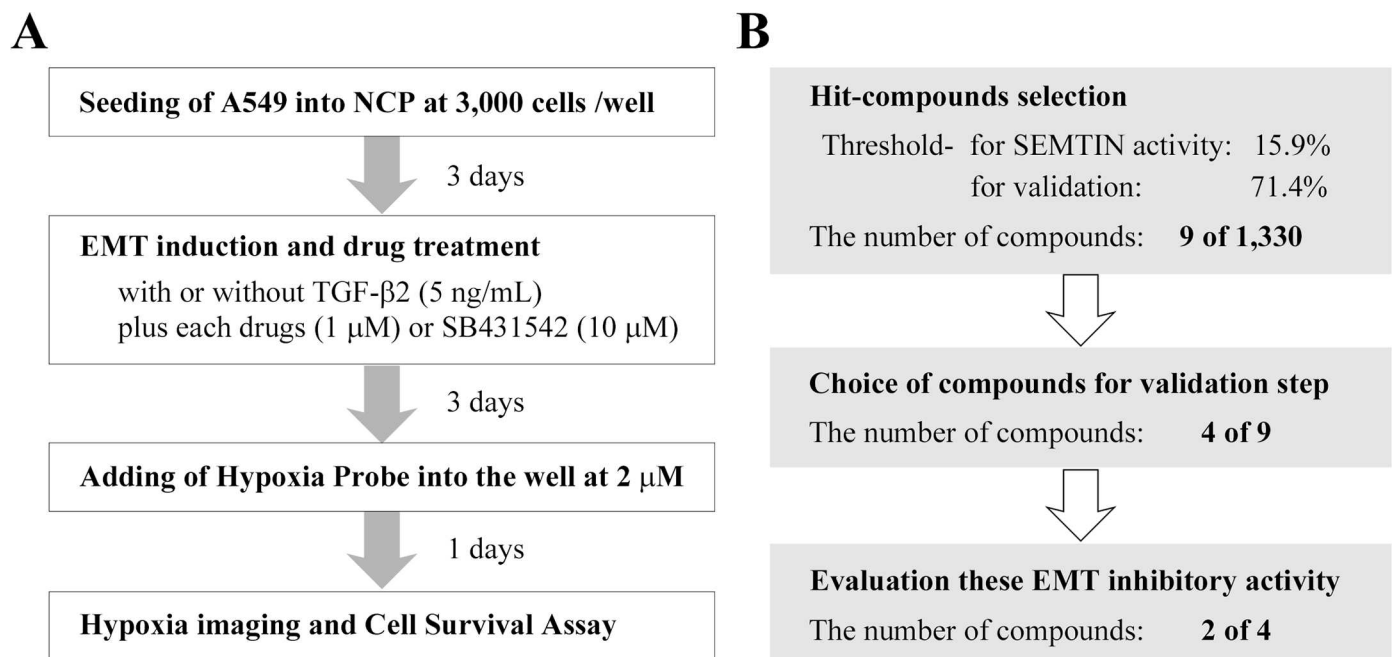 A
Seeding of A549 into NCP at 3,000 cells /well
3 days
EMT induction and drug treatment
with or without TGF-β2 (5 ng/mL)
plus each drugs (1 μM) or SB431542 (10 μM)
3 days
Adding of Hypoxia Probe into the well at 2 μM
1 days
Hypoxia imaging and Cell Survival Assay
B
Hit-compounds selection
Threshold- for SEMTIN activity: 15.9%
for validation: 71.4%
The number of compounds: 9 of 1,330
Choice of compounds for validation step
The number of compounds: 4 of 9
Evaluation these EMT inhibitory activity
The number of compounds: 2 of 4